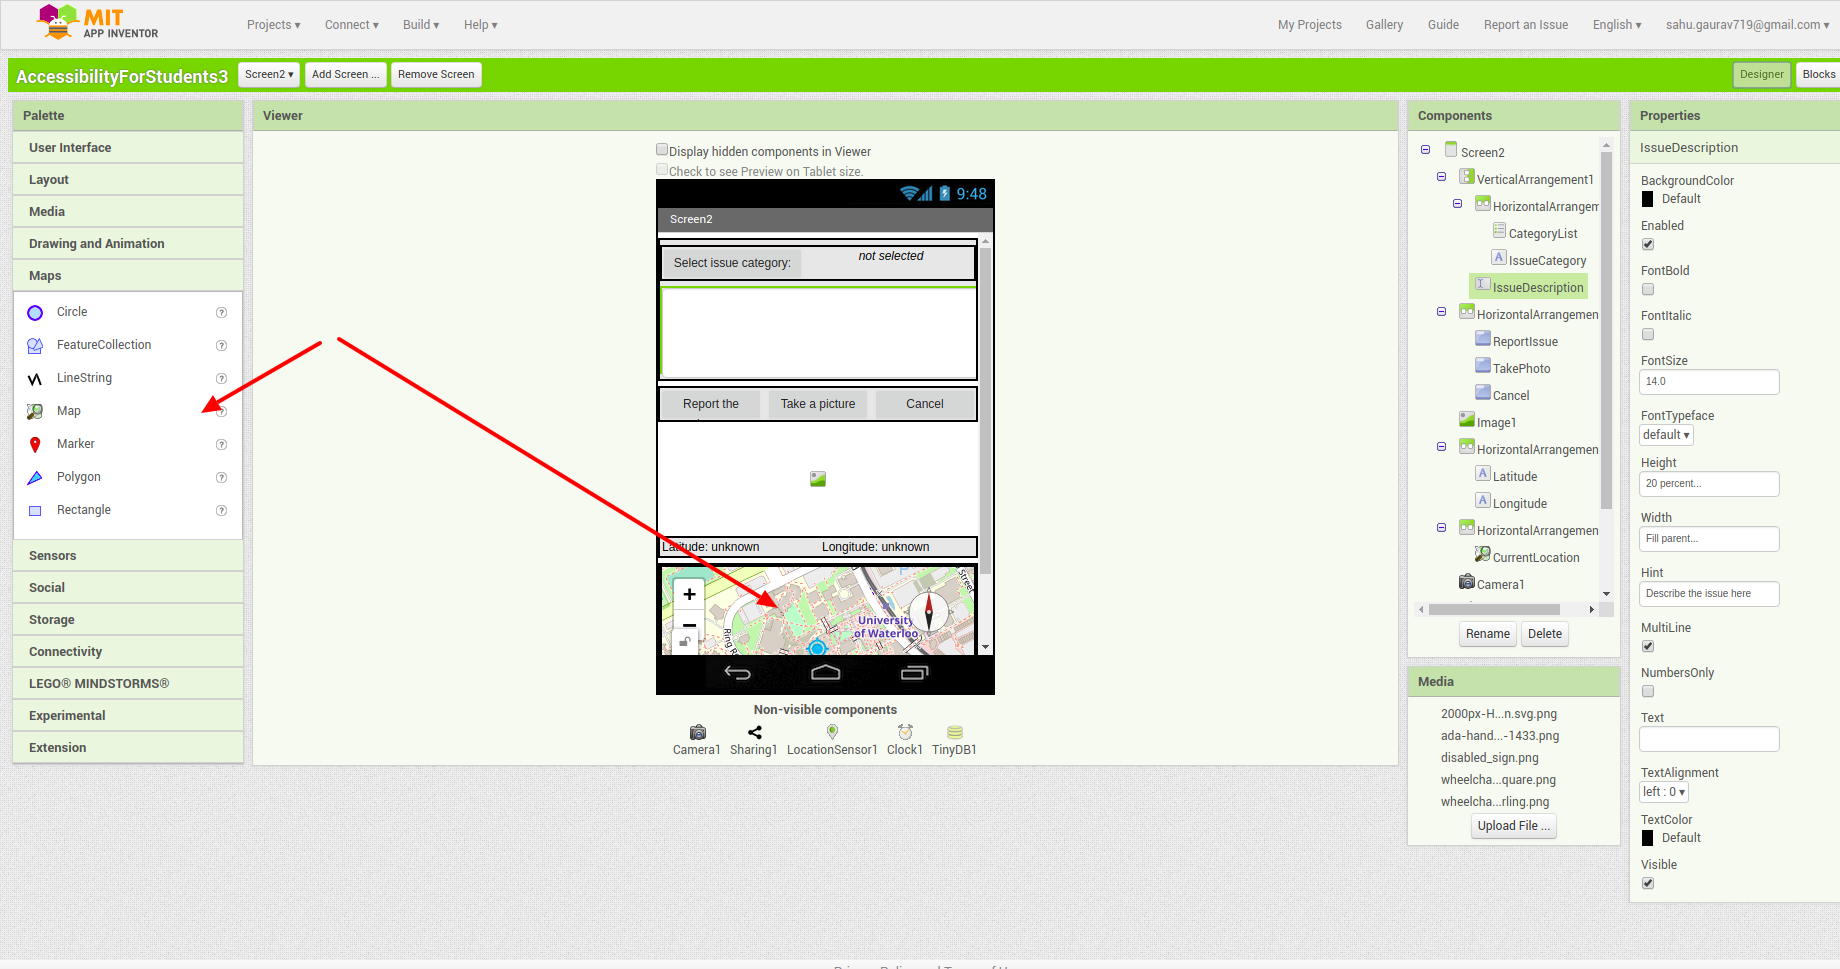 MIT
APP INVENTOR
Projects ▾ Connect ▾ Build ▾ Help ▾ My Projects Gallery Guide Report an Issue English ▾ sahu.gaurav719@gmail.com ▾
AccessibilityForStudents3 Screen2 ▾ Add Screen ... Remove Screen Designer Blocks
Palette
User Interface
Layout
Media
Drawing and Animation
Maps
Circle ?
FeatureCollection ?
LineString ?
Map ?
Marker ?
Polygon ?
Rectangle ?
Sensors
Social
Storage
Connectivity
LEGO® MINDSTORMS®
Experimental
Extension
Viewer
Display hidden components in Viewer
Check to see Preview on Tablet size.
9:48
Screen2
Select issue category: not selected
Report the Take a picture Cancel
Latitude: unknown Longitude: unknown
+
−
Ring
Street
University
of Waterloo
Non-visible components
Camera1 Sharing1 LocationSensor1 Clock1 TinyDB1
Components
Screen2
VerticalArrangement1
HorizontalArrangem
CategoryList
IssueCategory
IssueDescription
HorizontalArrangemen
ReportIssue
TakePhoto
Cancel
Image1
HorizontalArrangemen
Latitude
Longitude
HorizontalArrangemen
CurrentLocation
Camera1
Rename Delete
Media
2000px-H...n.svg.png
ada-hand...-1433.png
disabled_sign.png
wheelcha...quare.png
wheelcha...rling.png
Upload File ...
Properties
IssueDescription
BackgroundColor
Default
Enabled
FontBold
FontItalic
FontSize
14.0
FontTypeface
default ▾
Height
20 percent...
Width
Fill parent...
Hint
Describe the issue here
MultiLine
NumbersOnly
Text
TextAlignment
left : 0 ▾
TextColor
Default
Visible